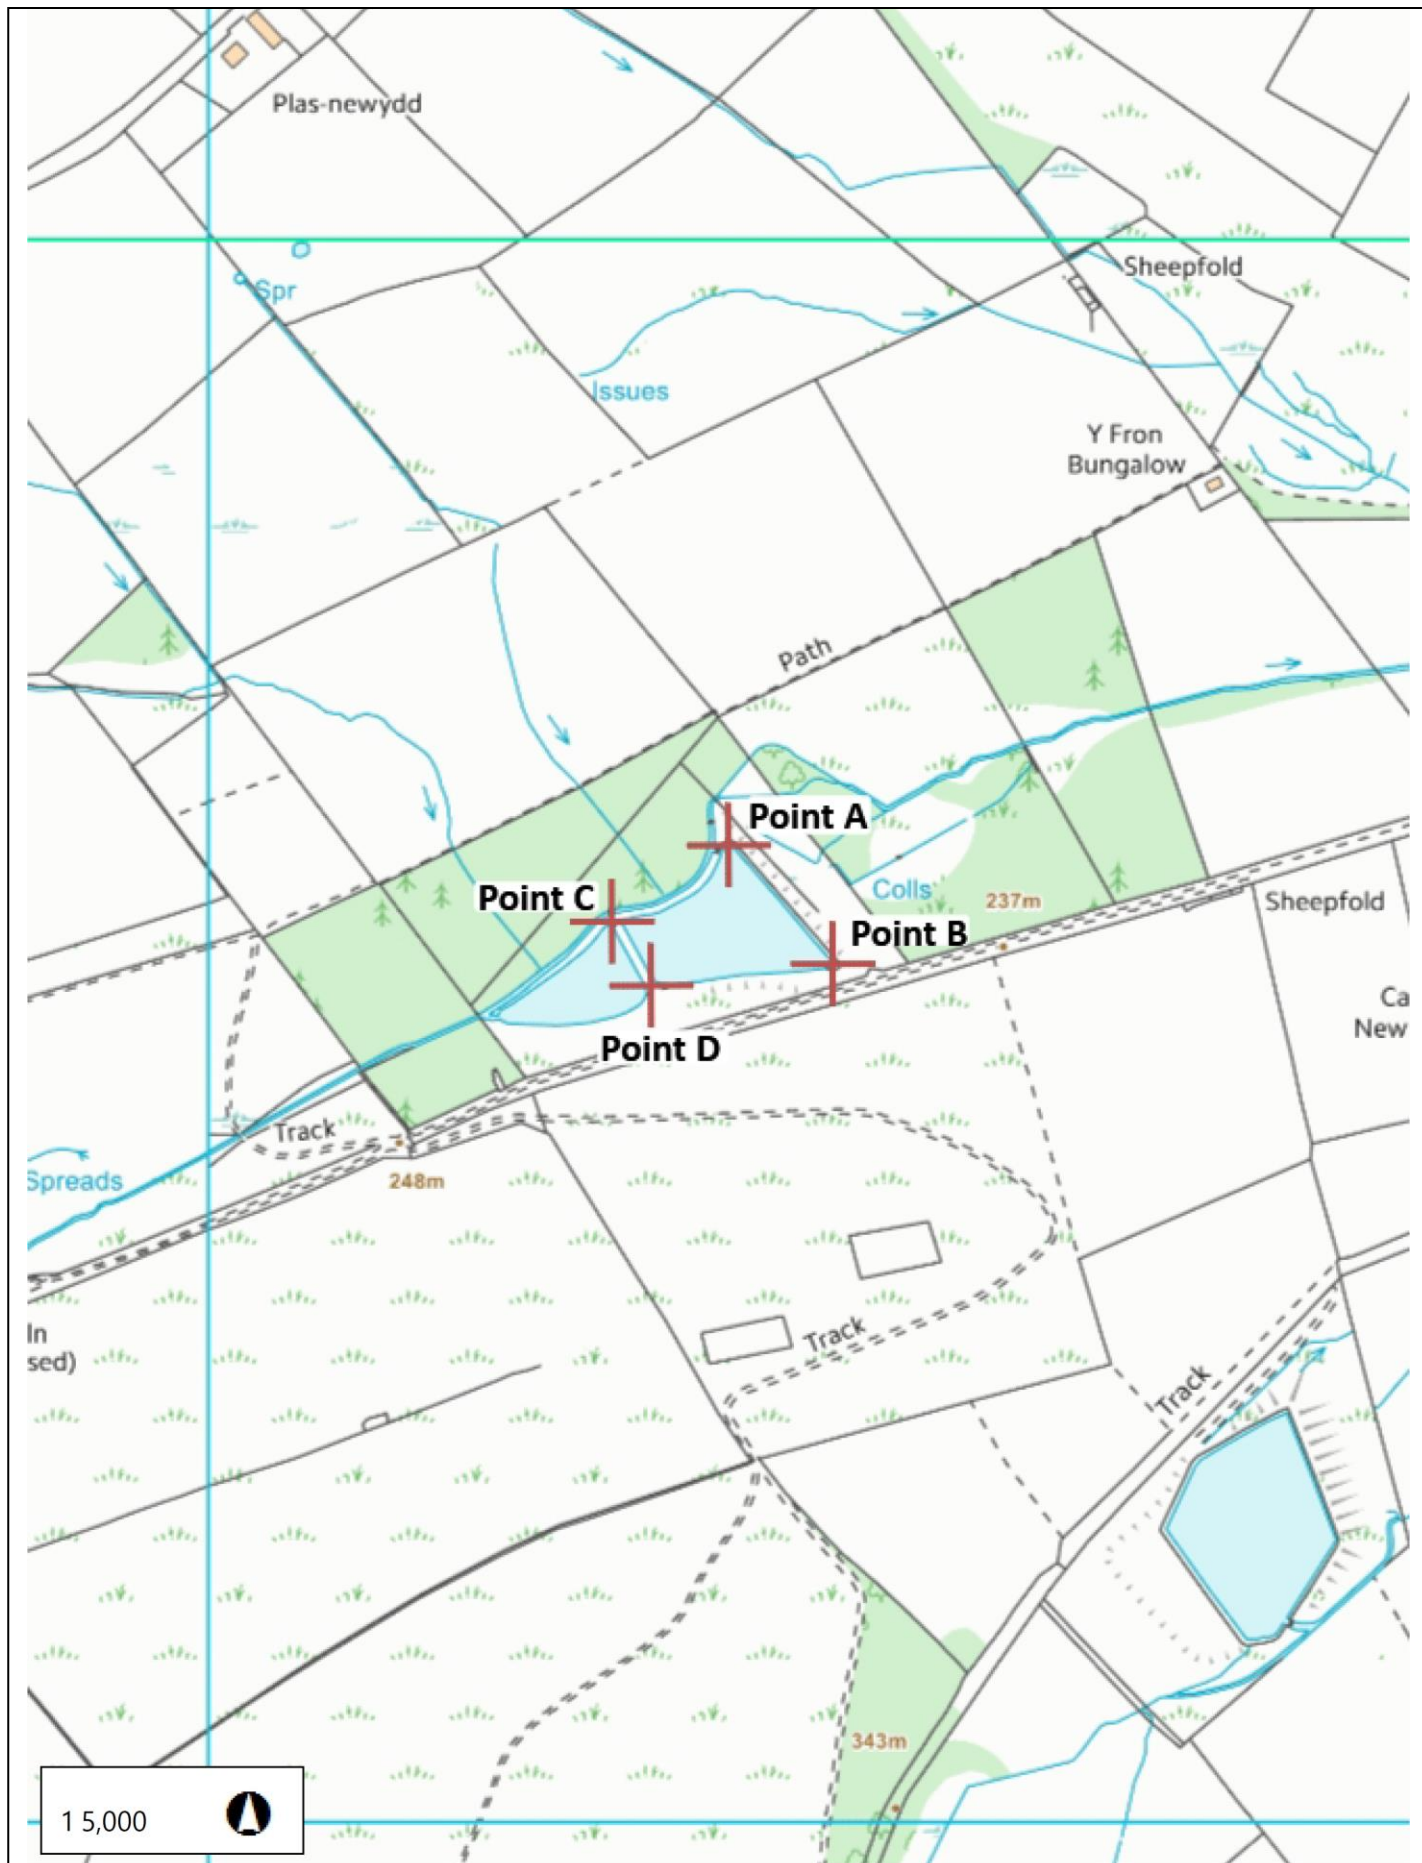 Plas-newydd
Sheepfold
Spr
Issues
Y Fron
Bungalow
Path
Point A
Colls
Point C
237m
Sheepfold
Point B
Ca
New
Point D
Track
Spreads
248m
ln
sed)
Track
Track
343m
1 5,000